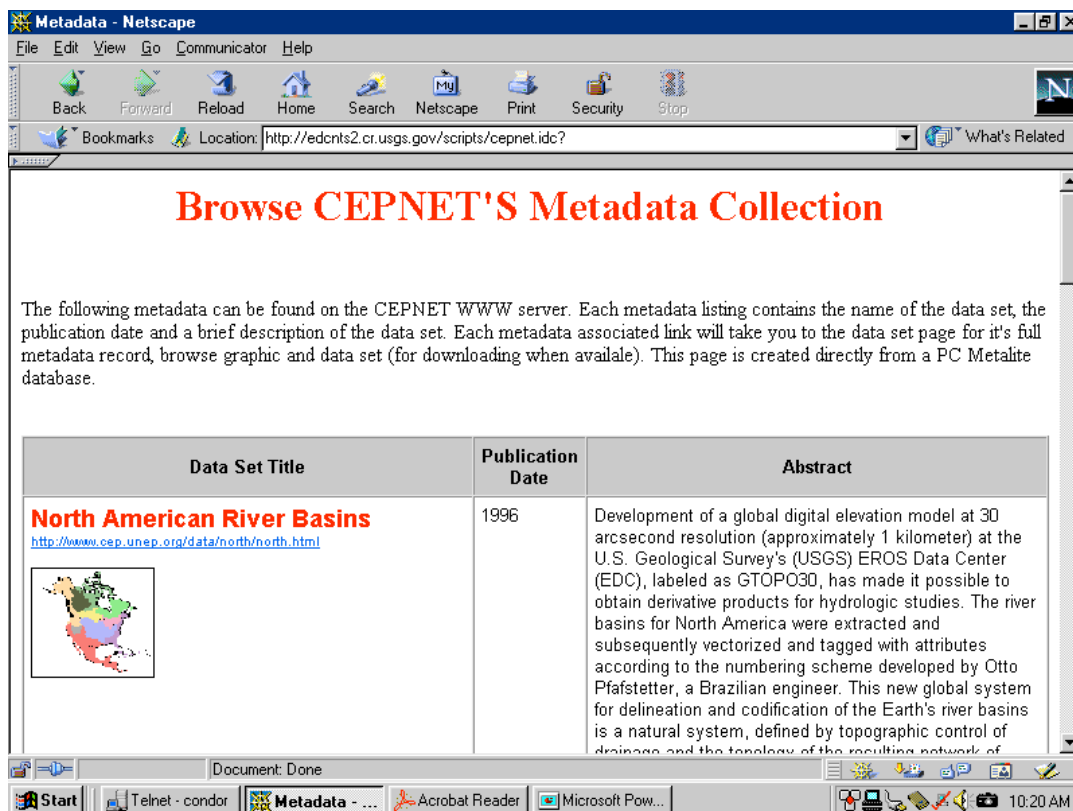 Metadata - Netscape
File Edit View Go Communicator Help
My
Back Forward Reload Home Search Netscape Print Security Stop
N
Bookmarks Location: http://edcnts2.cr.usgs.gov/scripts/cepnet.idc? What's Related
Browse CEPNET'S Metadata Collection
The following metadata can be found on the CEPNET WWW server. Each metadata listing contains the name of the data set, the
publication date and a brief description of the data set. Each metadata associated link will take you to the data set page for it's full
metadata record, browse graphic and data set (for downloading when availale). This page is created directly from a PC Metalite
database.
Data Set Title
Publication
Date
Abstract
North American River Basins
http://www.cep.unep.org/data/north/north.html
1996
Development of a global digital elevation model at 30
arcsecond resolution (approximately 1 kilometer) at the
U.S. Geological Survey's (USGS) EROS Data Center
(EDC), labeled as GTOPO30, has made it possible to
obtain derivative products for hydrologic studies. The river
basins for North America were extracted and
subsequently vectorized and tagged with attributes
according to the numbering scheme developed by Otto
Pfafstetter, a Brazilian engineer. This new global system
for delineation and codification of the Earth's river basins
is a natural system, defined by topographic control of
drainage and the topology of the resulting network of
Document: Done
Start Telnet - condor Metadata - ... Acrobat Reader Microsoft Pow... 10:20 AM